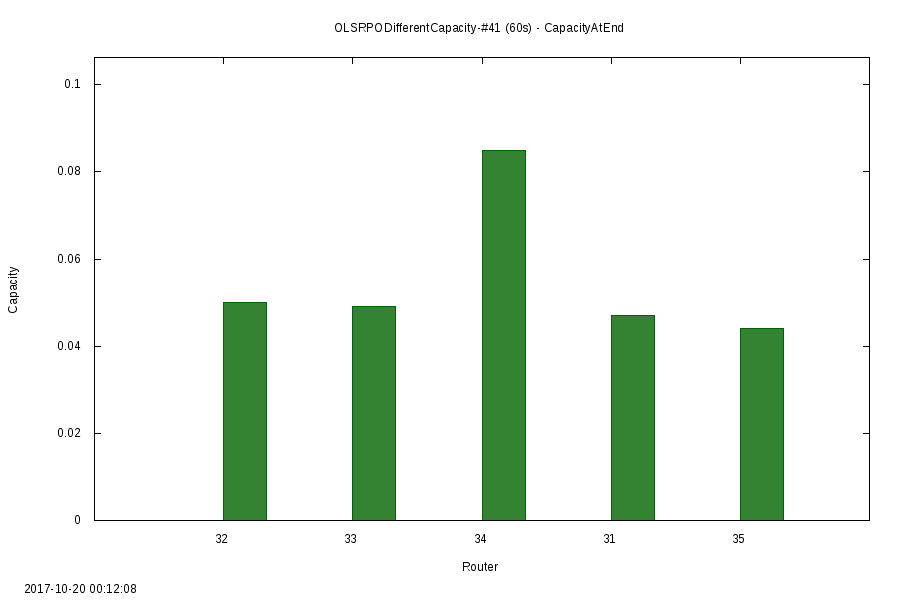 OLSRPODifferentCapacity-#41 (60s) - CapacityAtEnd
0.1
0.08
0.06
0.04
0.02
0
Capacity
32 33 34 31 35
Router
2017-10-20 00:12:08